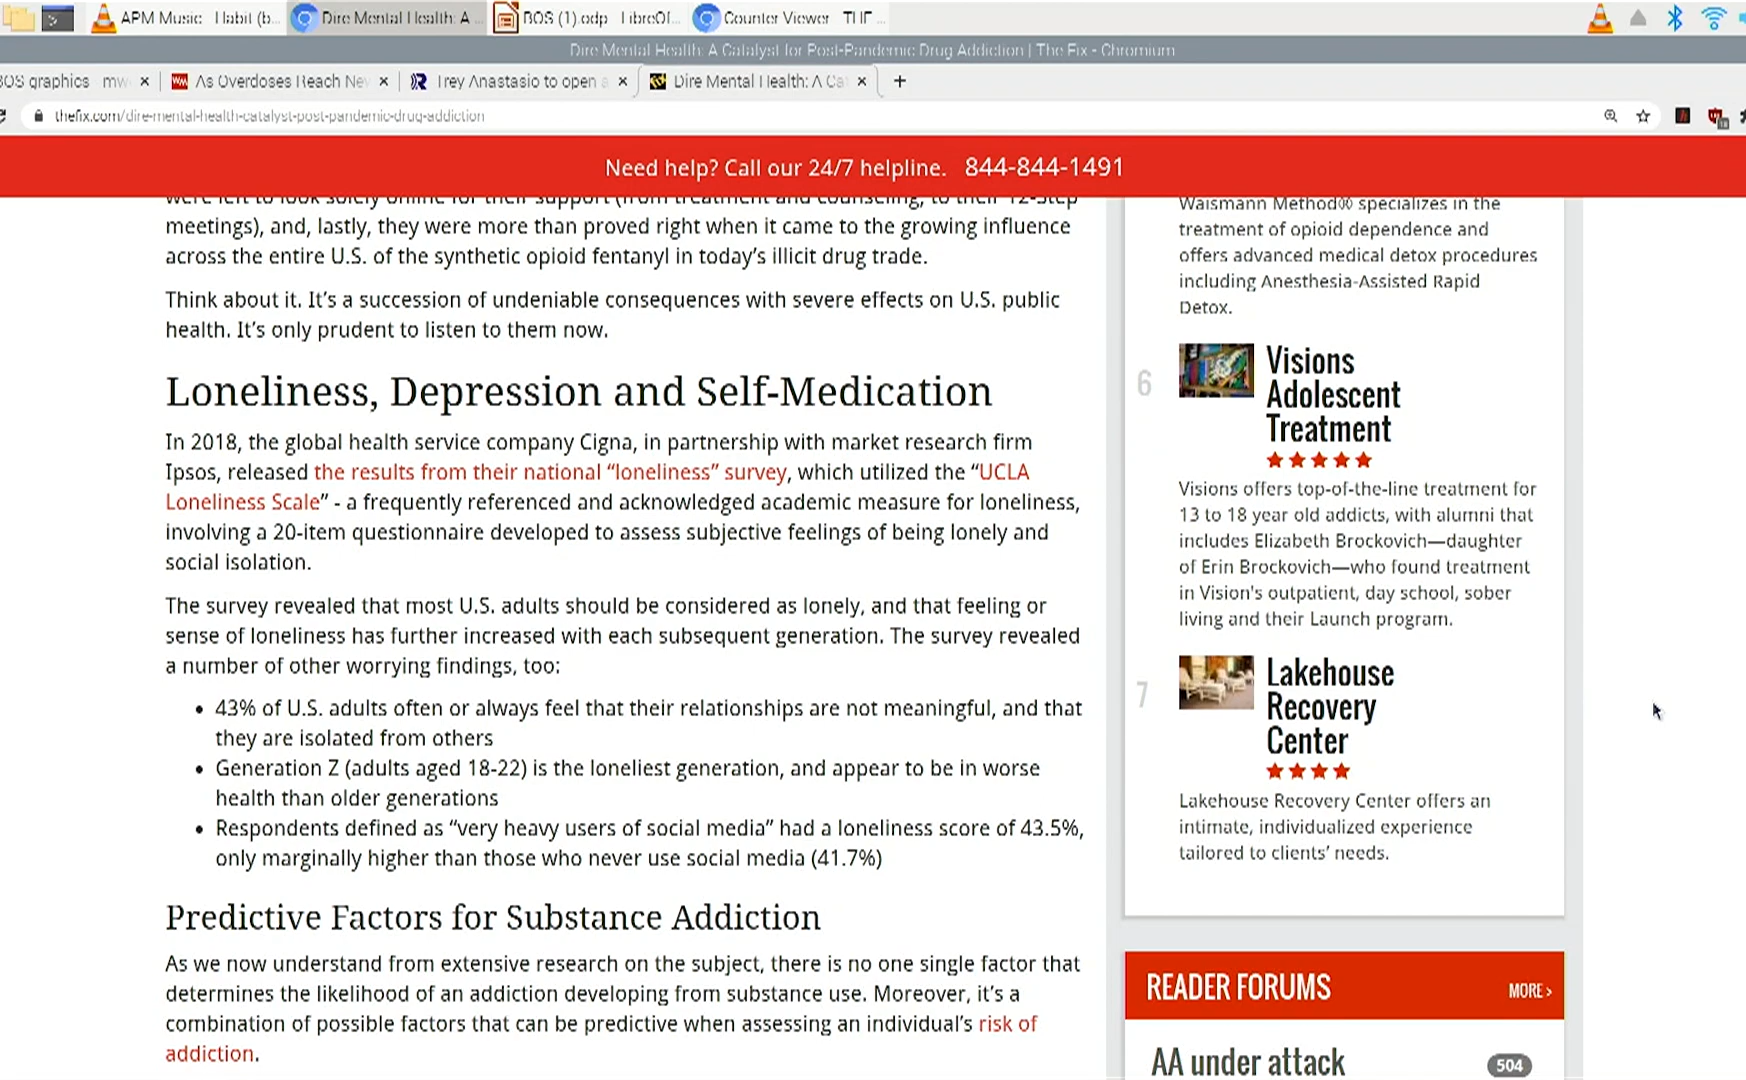 APM Music Habit (b...
Dire Mental Health: A ...
BOS (1).odp LibreOf...
Counter Viewer THF ...
Dire Mental Health: A Catalyst for Post-Pandemic Drug Addiction | The Fix - Chromium
BOS graphics mw
As Overdoses Reach Nev
Trey Anastasio to open a
Dire Mental Health: A Cat
thefix.com/dire-mental-health-catalyst-post-pandemic-drug-addiction
Need help? Call our 24/7 helpline. 844-844-1491
were left to look solely online for their support (from treatment and counseling, to their 12-Step
meetings), and, lastly, they were more than proved right when it came to the growing influence
across the entire U.S. of the synthetic opioid fentanyl in today’s illicit drug trade.
Think about it. It’s a succession of undeniable consequences with severe effects on U.S. public
health. It’s only prudent to listen to them now.
Loneliness, Depression and Self-Medication
In 2018, the global health service company Cigna, in partnership with market research firm
Ipsos, released the results from their national “loneliness” survey, which utilized the “UCLA
Loneliness Scale” - a frequently referenced and acknowledged academic measure for loneliness,
involving a 20-item questionnaire developed to assess subjective feelings of being lonely and
social isolation.
The survey revealed that most U.S. adults should be considered as lonely, and that feeling or
sense of loneliness has further increased with each subsequent generation. The survey revealed
a number of other worrying findings, too:
• 43% of U.S. adults often or always feel that their relationships are not meaningful, and that
they are isolated from others
• Generation Z (adults aged 18-22) is the loneliest generation, and appear to be in worse
health than older generations
• Respondents defined as “very heavy users of social media” had a loneliness score of 43.5%,
only marginally higher than those who never use social media (41.7%)
Predictive Factors for Substance Addiction
As we now understand from extensive research on the subject, there is no one single factor that
determines the likelihood of an addiction developing from substance use. Moreover, it’s a
combination of possible factors that can be predictive when assessing an individual’s risk of
addiction.
Waismann Method® specializes in the
treatment of opioid dependence and
offers advanced medical detox procedures
including Anesthesia-Assisted Rapid
Detox.
6
Visions
Adolescent
Treatment
Visions offers top-of-the-line treatment for
13 to 18 year old addicts, with alumni that
includes Elizabeth Brockovich—daughter
of Erin Brockovich—who found treatment
in Vision's outpatient, day school, sober
living and their Launch program.
7
Lakehouse
Recovery
Center
Lakehouse Recovery Center offers an
intimate, individualized experience
tailored to clients’ needs.
READER FORUMS
MORE >
AA under attack
504